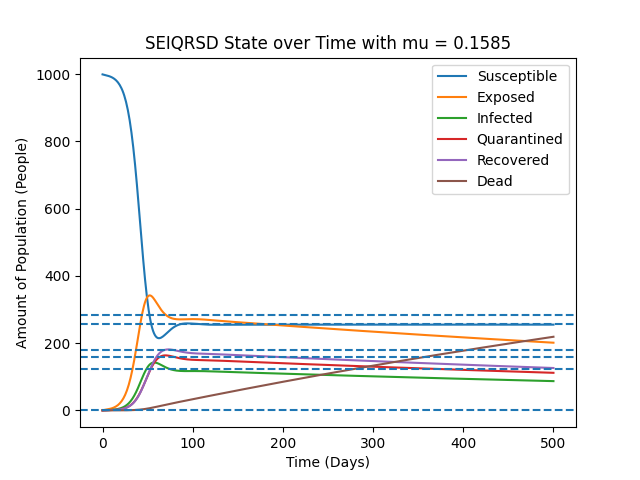 SEIQRSD State over Time with mu = 0.1585
Amount of Population (People)
1000
800
600
400
200
0
Susceptible
Exposed
Infected
Quarantined
Recovered
Dead
0 100 200 300 400 500
Time (Days)